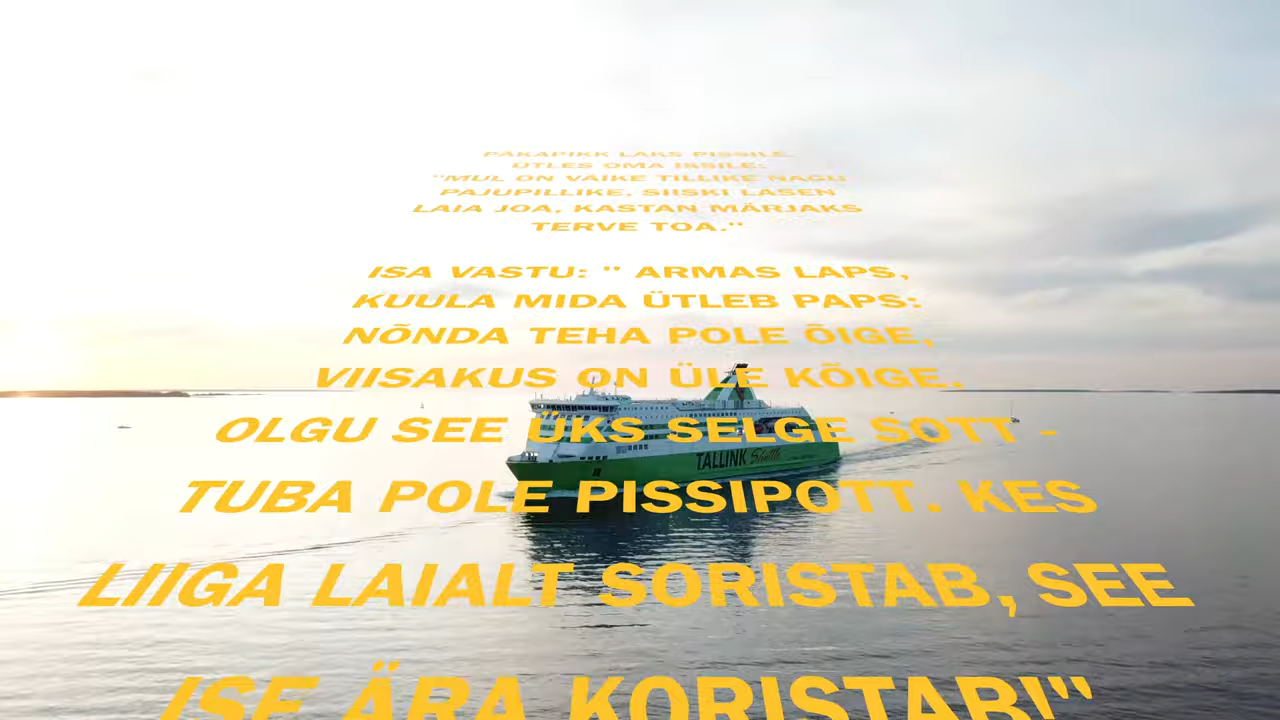 PÄKAPIKK LÄKS PISSILE,
ÜTLES OMA ISSILE:
"MUL ON VÄIKE TILLIKE NAGU
PAJUPILLIKE, SIISKI LASEN
LAIA JOA, KASTAN MÄRJAKS
TERVE TOA."
ISA VASTU: " ARMAS LAPS,
KUULA MIDA ÜTLEB PAPS:
NÕNDA TEHA POLE ÕIGE,
VIISAKUS ON ÜLE KÕIGE.
OLGU SEE ÜKS SELGE SOTT -
TUBA POLE PISSIPOTT. KES
LIIGA LAIALT SORISTAB, SEE
ISE ÄRA KORISTAB!"
TALLINK Shuttle